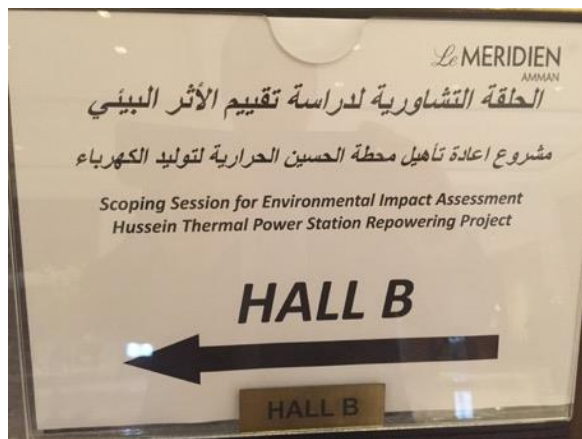 Le MERIDIEN
AMMAN
الحلقة التشاورية لدراسة تقييم الأثر البيئي
مشروع اعادة تأهيل محطة الحسين الحرارية لتوليد الكهرباء
Scoping Session for Environmental Impact Assessment
Hussein Thermal Power Station Repowering Project
HALL B
HALL B